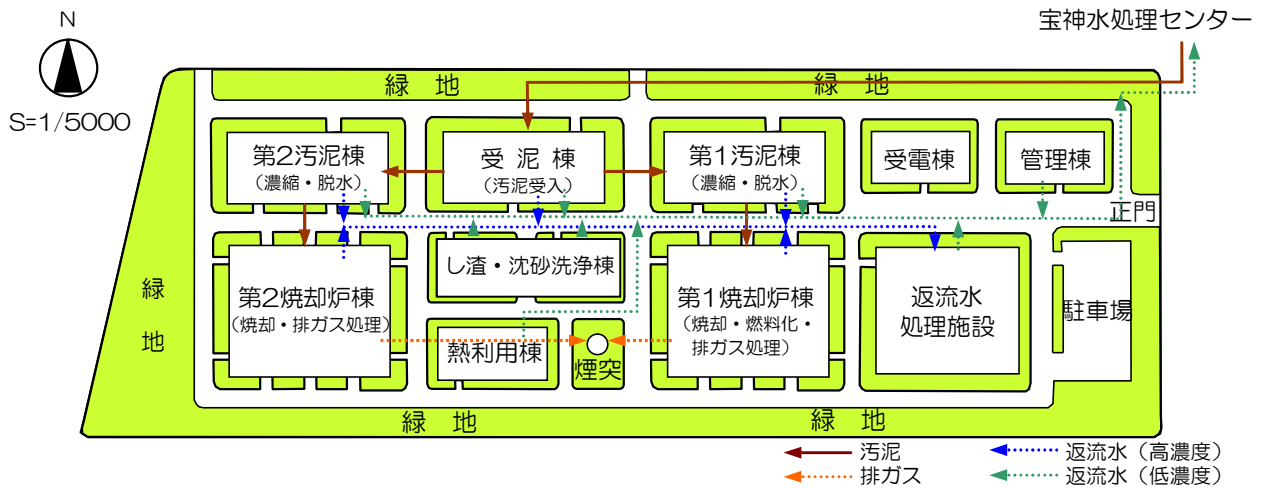 宝神水処理センター
N
S=1/5000
緑 地
緑 地
第2汚泥棟
(濃縮・脱水)
受 泥 棟
(汚泥受入)
第1汚泥棟
(濃縮・脱水)
受電棟
管理棟
正門
第2焼却炉棟
(焼却・排ガス処理)
し渣・沈砂洗浄棟
熱利用棟
煙突
第1焼却炉棟
(焼却・燃料化・
排ガス処理)
返流水
処理施設
駐車場
緑
地
緑 地
緑 地
汚泥
排ガス
返流水(高濃度)
返流水(低濃度)